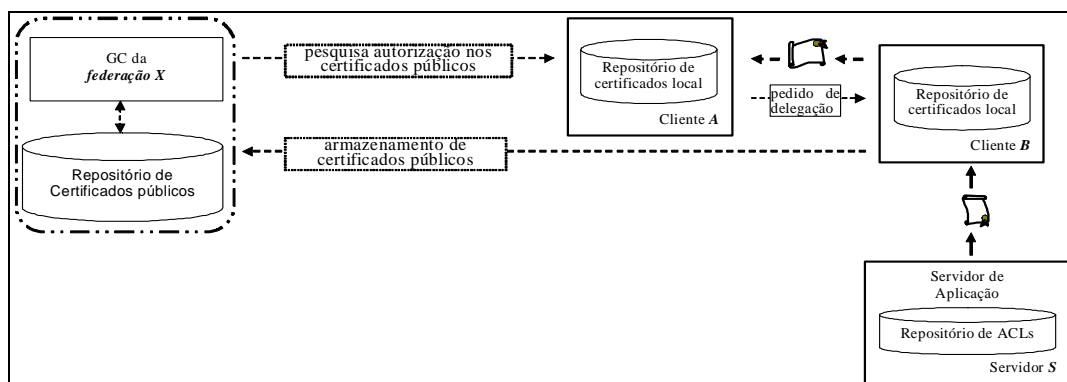 GC da
federação X
Repositório de
Certificados públicos
pesquisa autorização nos
certificados públicos
armazenamento de
certificados públicos
Repositório de
certificados local
Cliente A
pedido de
delegação
Repositório de
certificados local
Cliente B
Servidor de
Aplicação
Repositório de ACLs
Servidor S